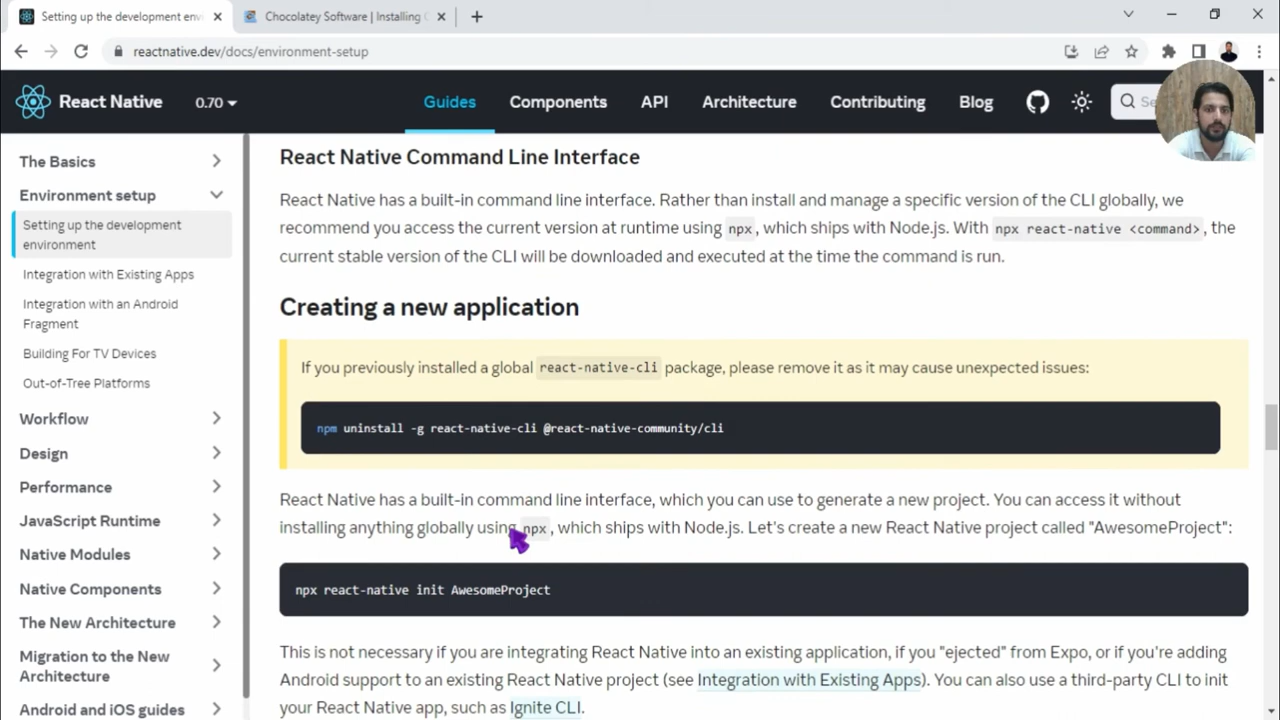 Setting up the development env
Chocolatey Software | Installing C
reactnative.dev/docs/environment-setup
React Native
0.70
Guides
Components
API
Architecture
Contributing
Blog
The Basics
Environment setup
Setting up the development
environment
Integration with Existing Apps
Integration with an Android
Fragment
Building For TV Devices
Out-of-Tree Platforms
Workflow
Design
Performance
JavaScript Runtime
Native Modules
Native Components
The New Architecture
Migration to the New
Architecture
Android and iOS guides
React Native Command Line Interface
React Native has a built-in command line interface. Rather than install and manage a specific version of the CLI globally, we
recommend you access the current version at runtime using npx, which ships with Node.js. With npx react-native <command>, the
current stable version of the CLI will be downloaded and executed at the time the command is run.
Creating a new application
If you previously installed a global react-native-cli package, please remove it as it may cause unexpected issues:
npm uninstall -g react-native-cli @react-native-community/cli
React Native has a built-in command line interface, which you can use to generate a new project. You can access it without
installing anything globally using npx, which ships with Node.js. Let's create a new React Native project called "AwesomeProject":
npx react-native init AwesomeProject
This is not necessary if you are integrating React Native into an existing application, if you "ejected" from Expo, or if you're adding
Android support to an existing React Native project (see Integration with Existing Apps). You can also use a third-party CLI to init
your React Native app, such as Ignite CLI.